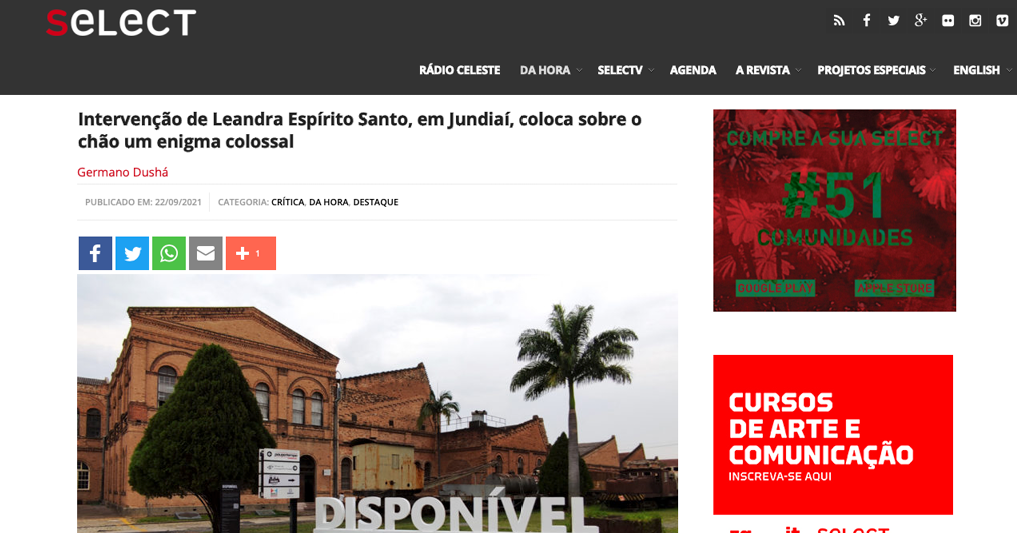 SELECT
RÁDIO CELESTE DA HORA SELECTV AGENDA A REVISTA PROJETOS ESPECIAIS ENGLISH
Intervenção de Leandra Espírito Santo, em Jundiaí, coloca sobre o
chão um enigma colossal
Germano Dushá
PUBLICADO EM: 22/09/2021 CATEGORIA: CRÍTICA, DA HORA, DESTAQUE
1
DISPONÍVEL
COMPRE A SUA SELECT
#51
COMUNIDADES
GOOGLE PLAY APPLE STORE
CURSOS
DE ARTE E
COMUNICAÇÃO
INSCREVA-SE AQUI
SELECT